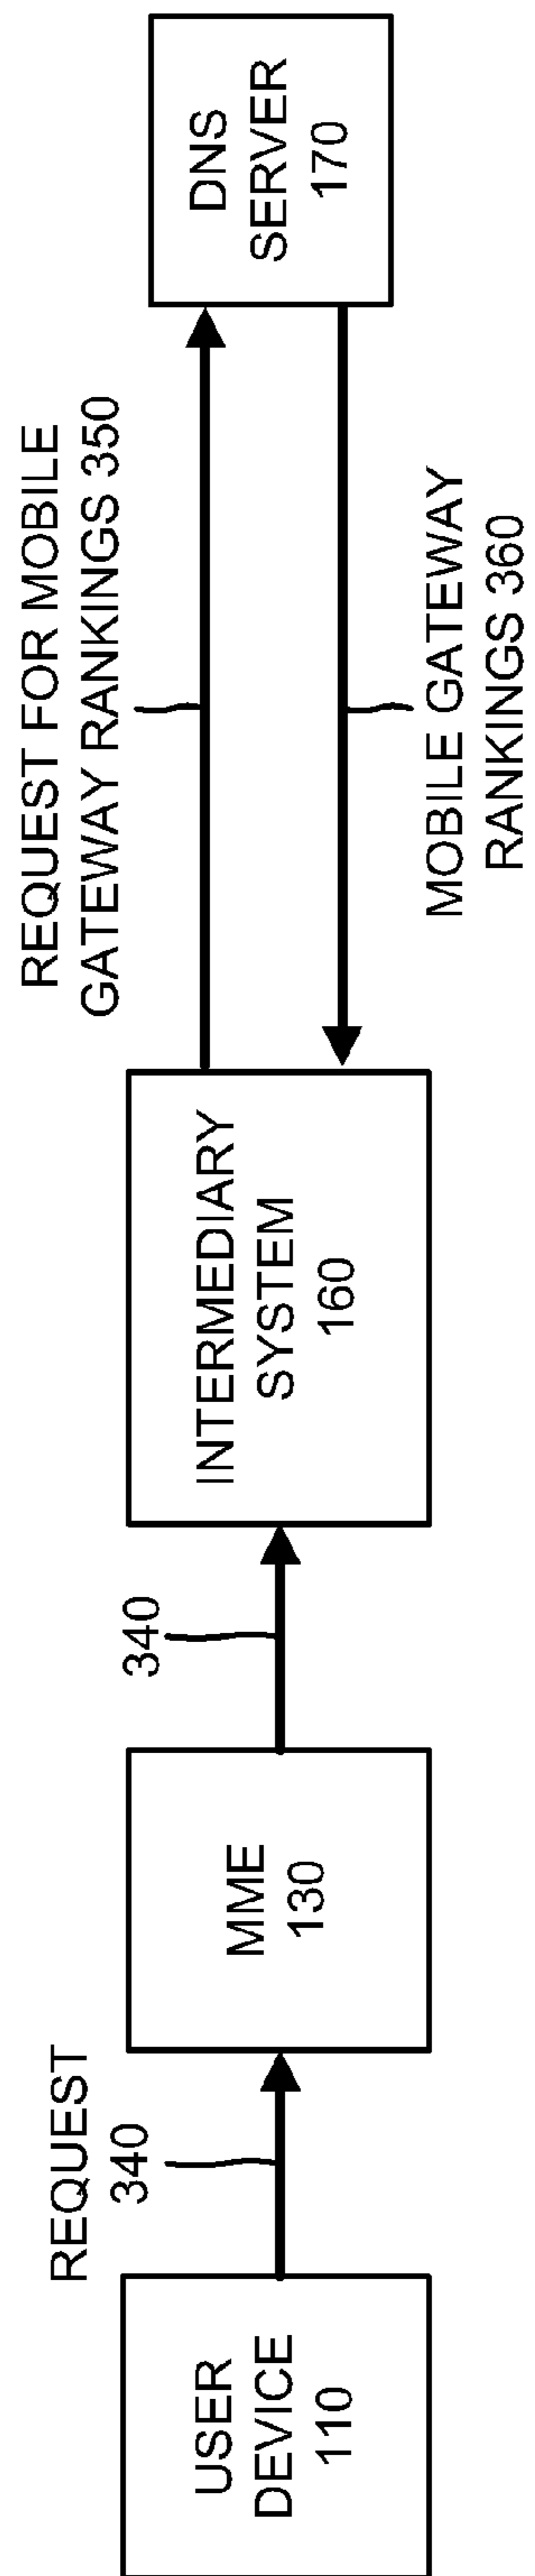 USER
DEVICE
110
REQUEST
340
MME
130
340
INTERMEDIARY
SYSTEM
160
REQUEST FOR MOBILE
GATEWAY RANKINGS 350
MOBILE GATEWAY
RANKINGS 360
DNS
SERVER
170